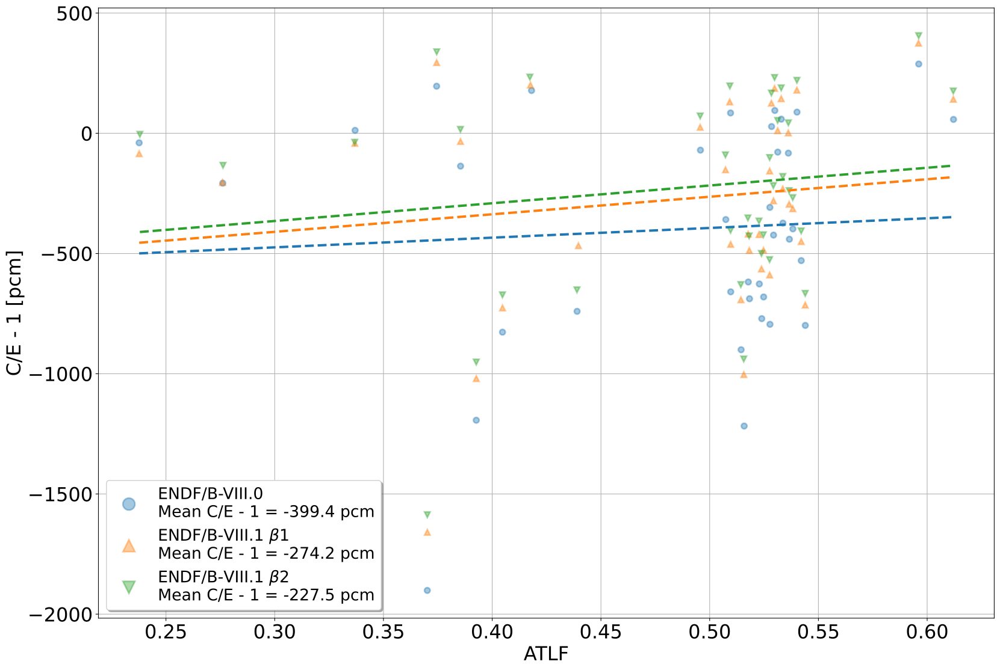 500
0
−500
−1000
−1500
−2000
C/E - 1 [pcm]
ENDF/B-VIII.0
Mean C/E - 1 = -399.4 pcm
ENDF/B-VIII.1 β1
Mean C/E - 1 = -274.2 pcm
ENDF/B-VIII.1 β2
Mean C/E - 1 = -227.5 pcm
0.25 0.30 0.35 0.40 0.45 0.50 0.55 0.60
ATLF